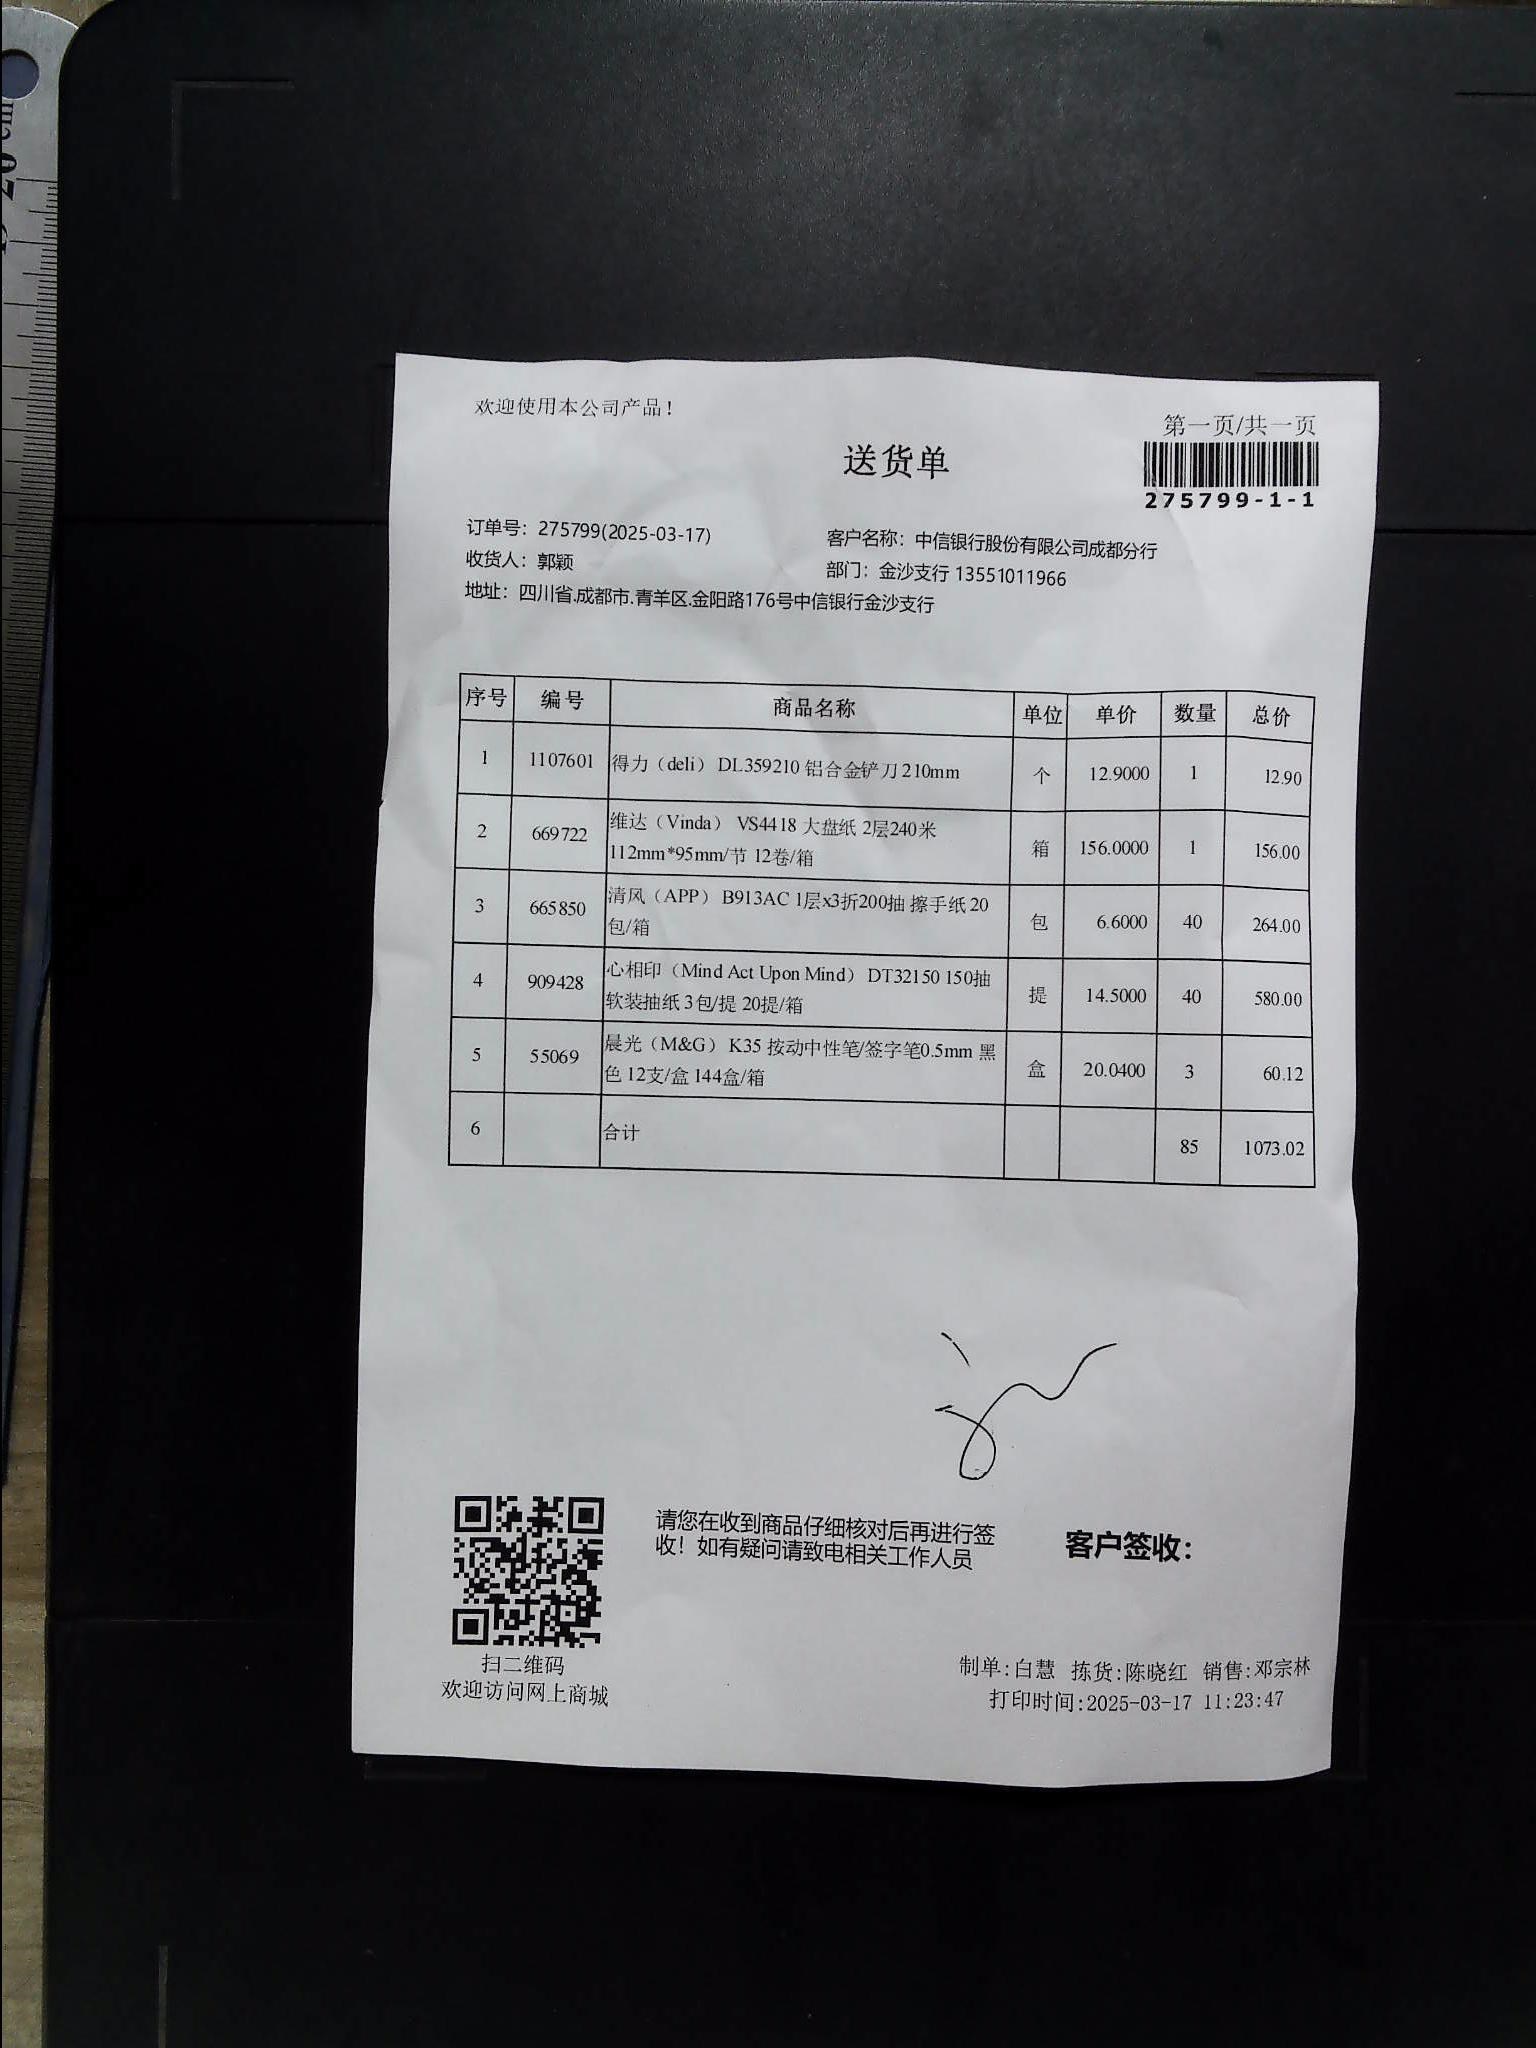 欢迎使用本公司产品！
第一页/共一页
送货单
275799-1-1
订单号：275799(2025-03-17)
客户名称：中信银行股份有限公司成都分行
收货人：郭颖
部门：金沙支行 13551011966
地址：四川省.成都市.青羊区.金阳路176号中信银行金沙支行
序号 编号 商品名称 单位 单价 数量 总价
1 1107601 得力（deli） DL359210 铝合金铲刀 210mm 个 12.9000 1 12.90
2 669722 维达（Vinda） VS4418 大盘纸 2层240米
112mm*95mm/节 12卷/箱 箱 156.0000 1 156.00
3 665850 清风（APP） B913AC 1层x3折200抽 擦手纸 20
包/箱 包 6.6000 40 264.00
4 909428 心相印（Mind Act Upon Mind） DT32150 150抽
软装抽纸 3包/提 20提/箱 提 14.5000 40 580.00
5 55069 晨光（M&G） K35 按动中性笔/签字笔0.5mm 黑
色 12支/盒 144盒/箱 盒 20.0400 3 60.12
6 合计 85 1073.02
请您在收到商品仔细核对后再进行签
收！如有疑问请致电相关工作人员
客户签收：
扫二维码
欢迎访问网上商城
制单:白慧 拣货:陈晓红 销售:邓宗林
打印时间:2025-03-17 11:23:47
20 cm